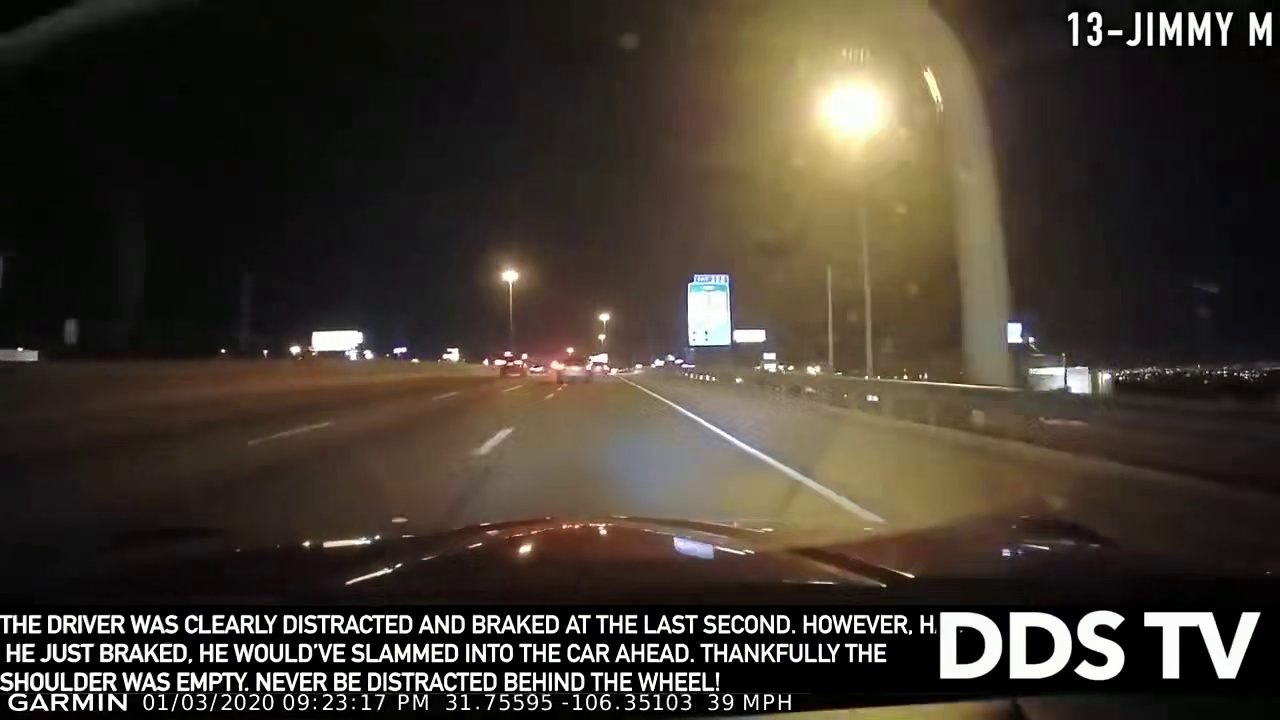 13-JIMMY M
THE DRIVER WAS CLEARLY DISTRACTED AND BRAKED AT THE LAST SECOND. HOWEVER,
HE JUST BRAKED, HE WOULD'VE SLAMMED INTO THE CAR AHEAD. THANKFULLY THE
SHOULDER WAS EMPTY. NEVER BE DISTRACTED BEHIND THE WHEEL!
DDS TV
GARMIN 01/03/2020 09:23:17 PM 31.75595 -106.35103 39 MPH